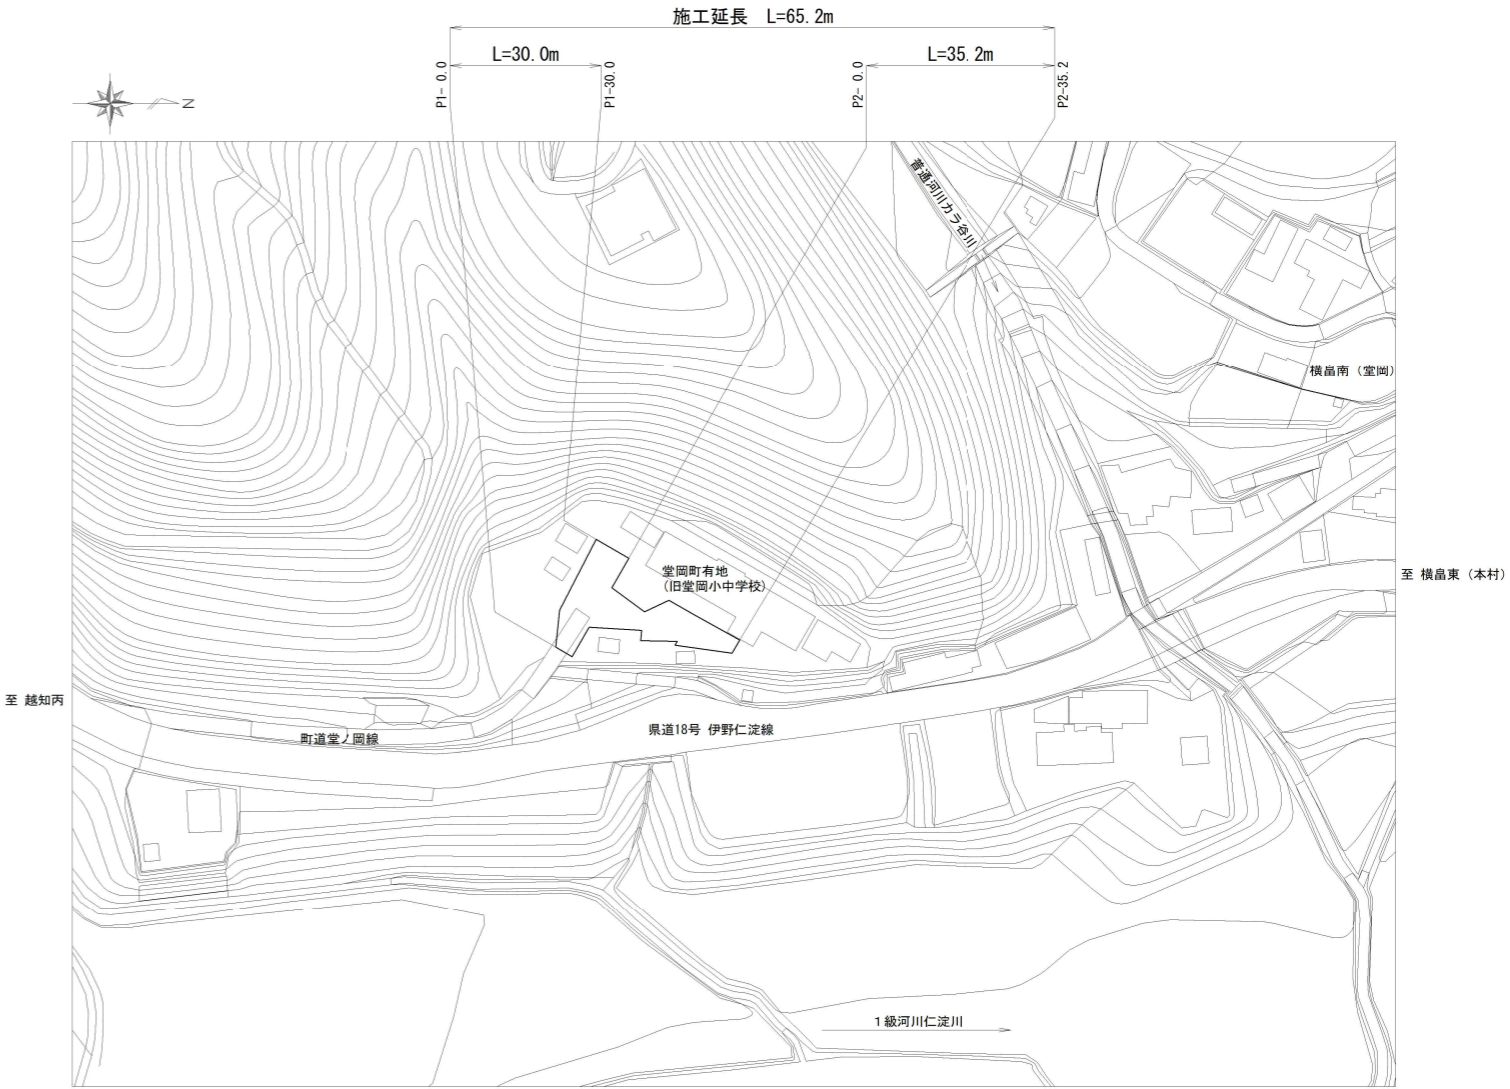 施工延長　L=65.2m
L=30.0m
L=35.2m
P1- 0.0
P1-30.0
P2- 0.0
P2-35.2
N
普通河川カラ谷川
横畠南（堂岡）
堂岡町有地
（旧堂岡小中学校）
至 横畠東（本村）
至 越知丙
町道堂ノ岡線
県道18号 伊野仁淀線
１級河川仁淀川